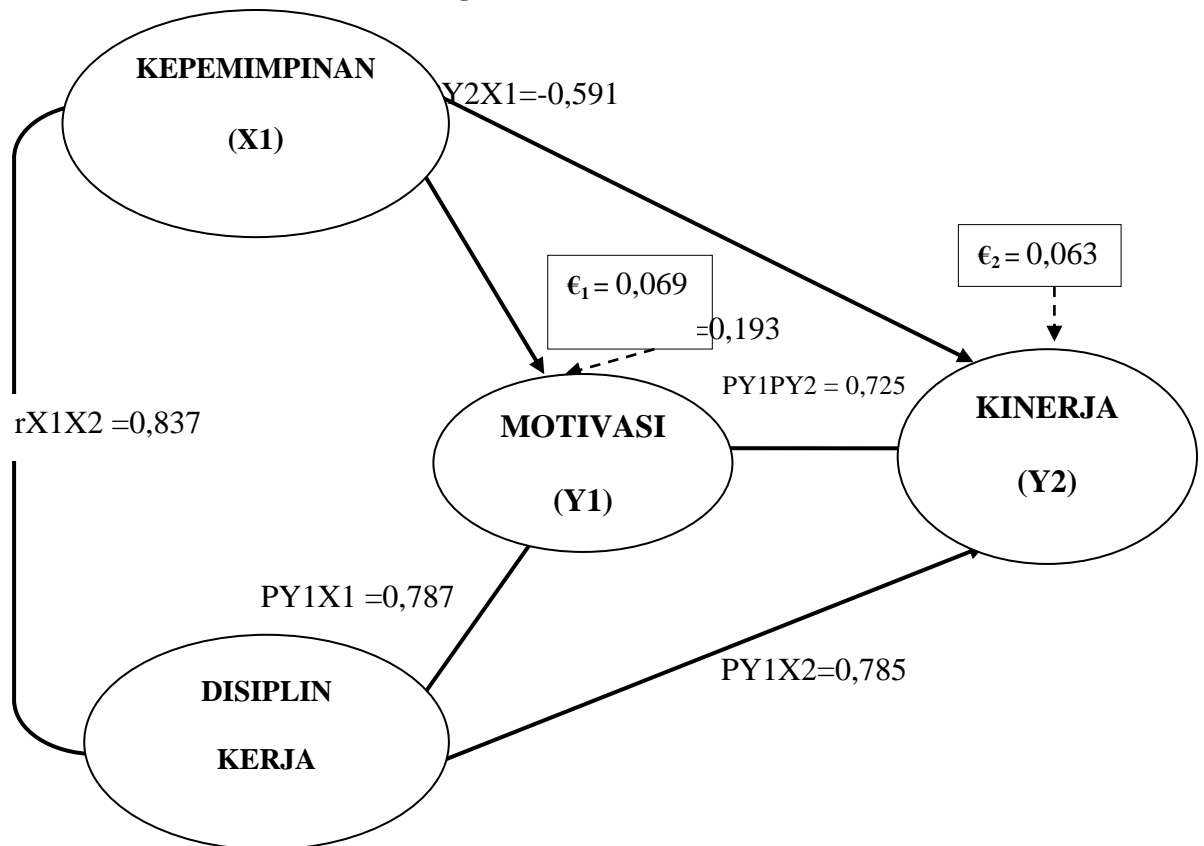 KEPEMIMPINAN
(X1)
Y2X1=-0,591
€1 = 0,069
=0,193
€2 = 0,063
PY1PY2 = 0,725
rX1X2 =0,837
MOTIVASI
(Y1)
KINERJA
(Y2)
PY1X1 =0,787
PY1X2=0,785
DISIPLIN
KERJA